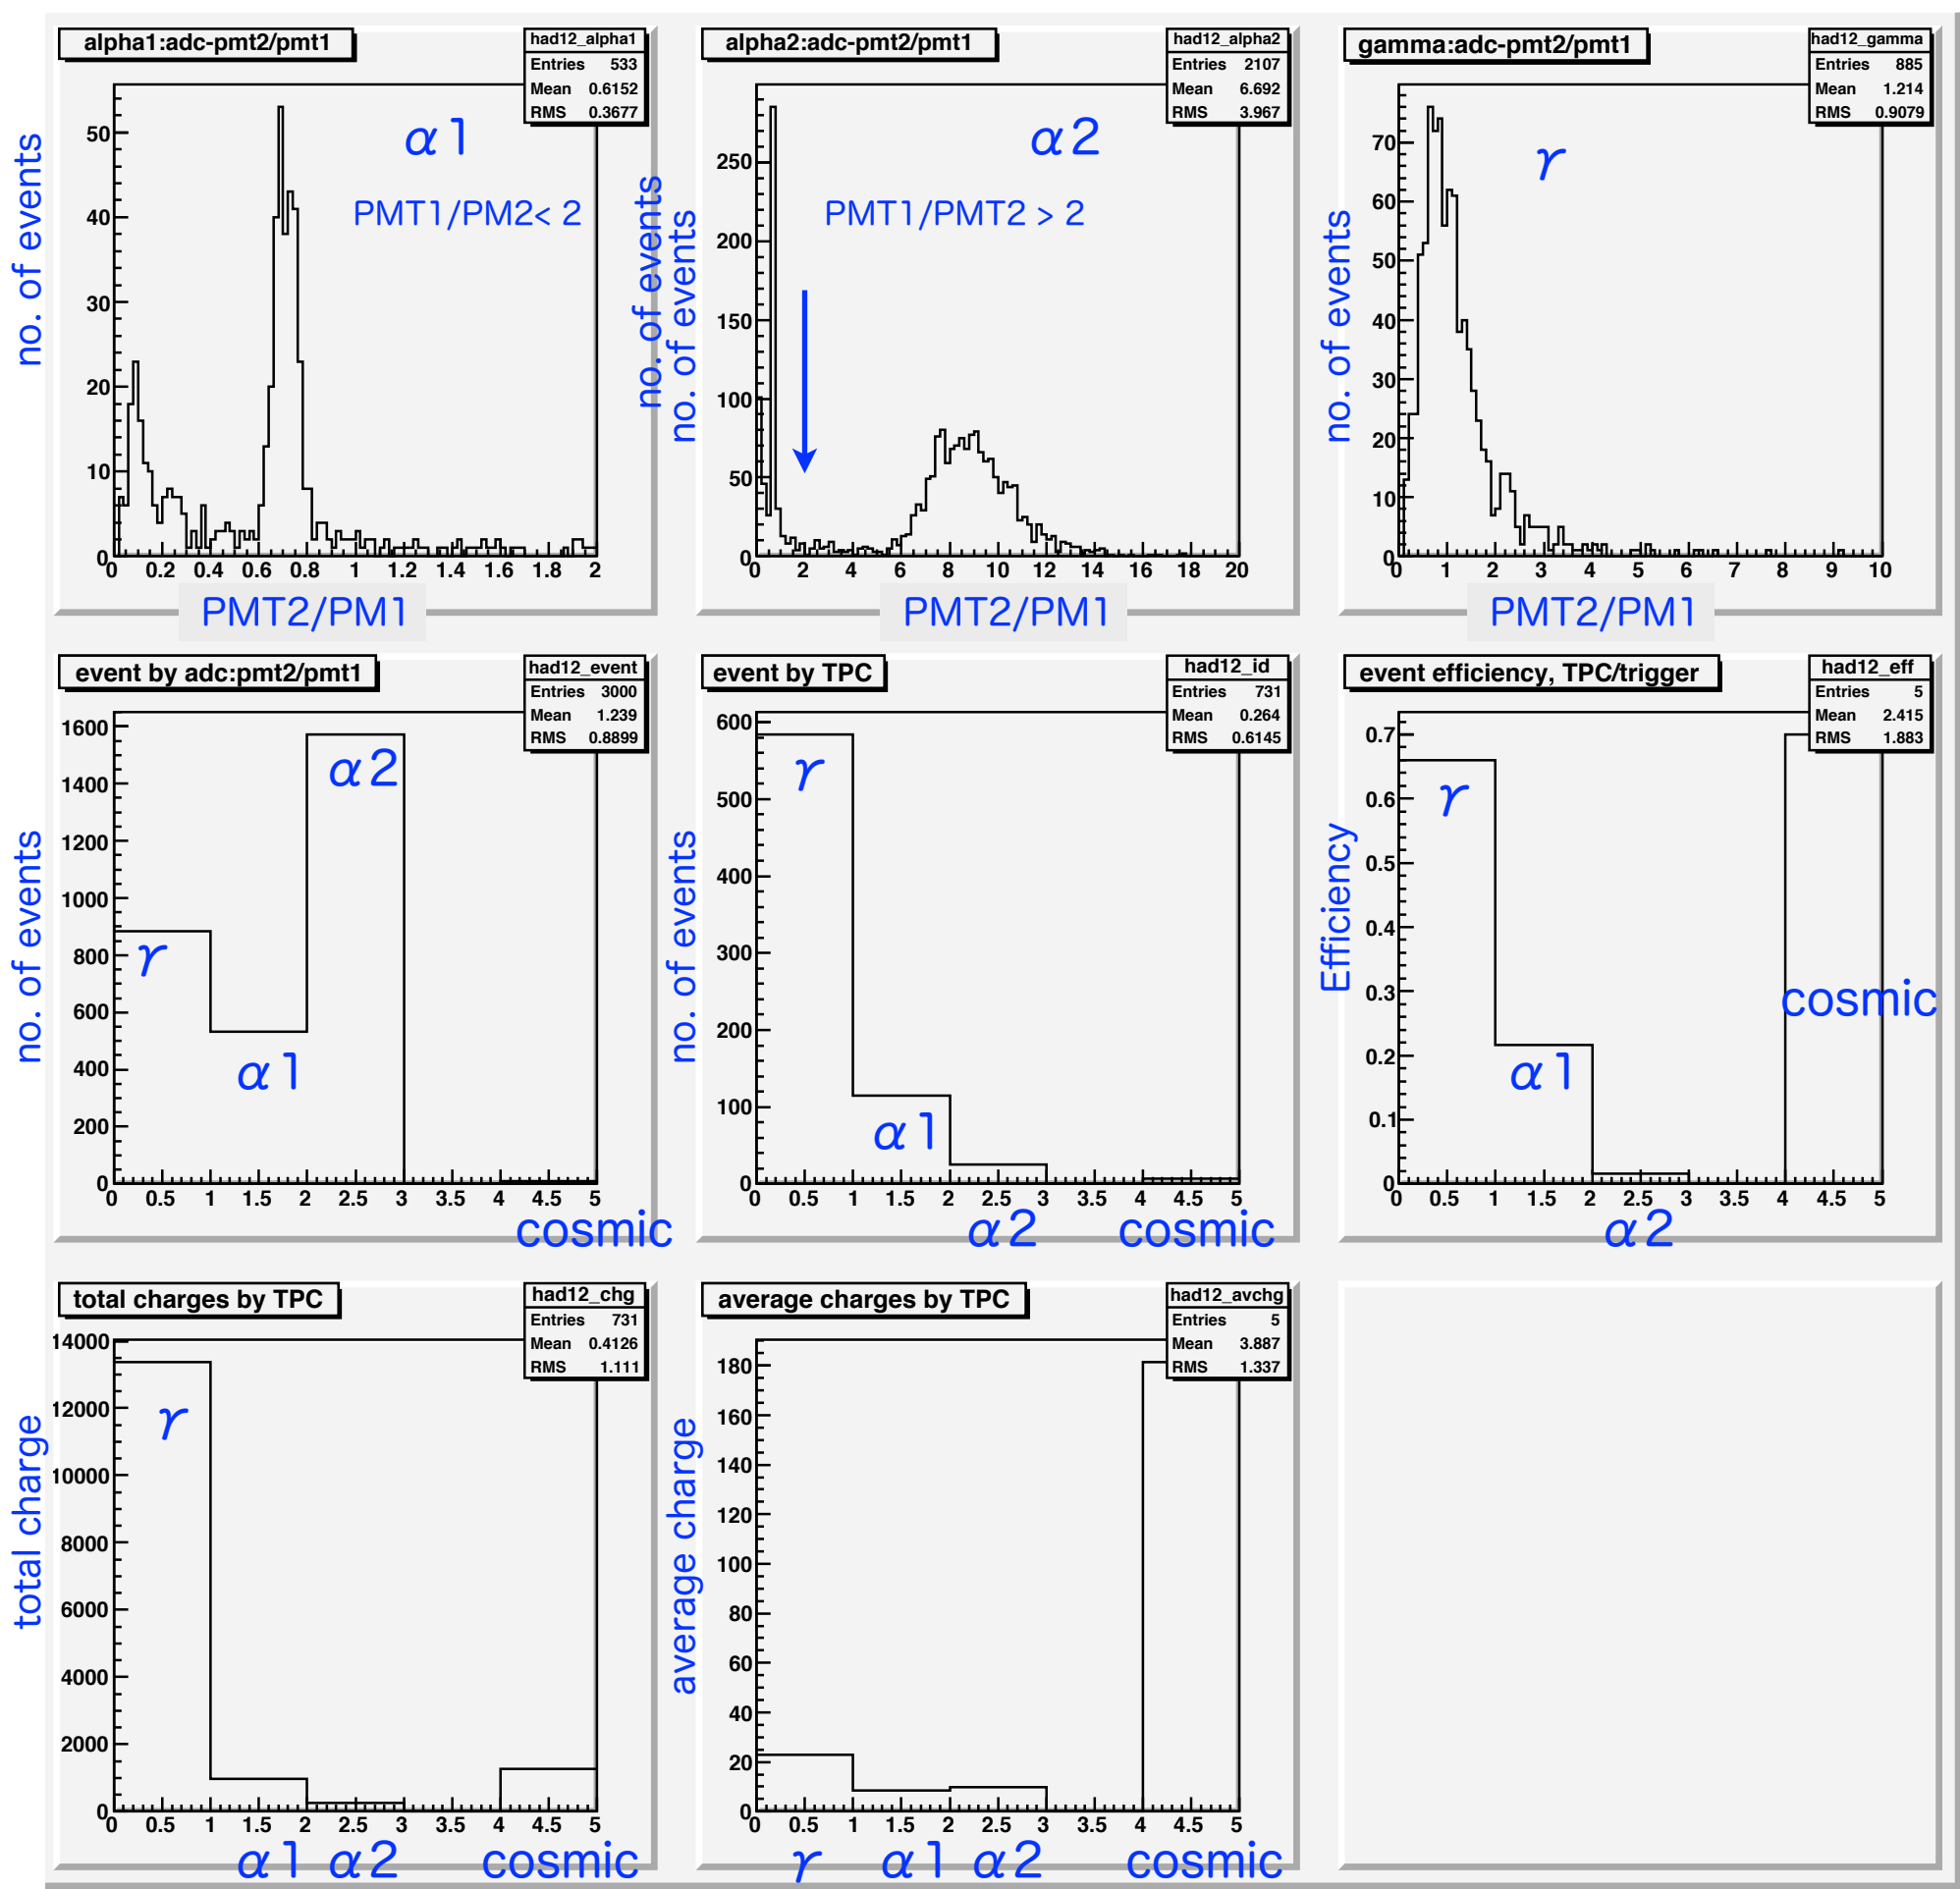 alpha1:adc-pmt2/pmt1
had12_alpha1
Entries 533
Mean 0.6152
RMS 0.3677
α1
PMT1/PM2< 2
no. of events
50
40
30
20
10
0
0 0.2 0.4 0.6 0.8 1 1.2 1.4 1.6 1.8 2
PMT2/PM1
alpha2:adc-pmt2/pmt1
had12_alpha2
Entries 2107
Mean 6.692
RMS 3.967
α2
PMT1/PMT2 > 2
no. of events
no. of events
250
200
150
100
50
0
0 2 4 6 8 10 12 14 16 18 20
PMT2/PM1
gamma:adc-pmt2/pmt1
had12_gamma
Entries 885
Mean 1.214
RMS 0.9079
γ
no. of events
70
60
50
40
30
20
10
0
0 1 2 3 4 5 6 7 8 9 10
PMT2/PM1
event by adc:pmt2/pmt1
had12_event
Entries 3000
Mean 1.239
RMS 0.8899
α2
γ
α1
no. of events
1600
1400
1200
1000
800
600
400
200
0
0 0.5 1 1.5 2 2.5 3 3.5 4 4.5 5
cosmic
event by TPC
had12_id
Entries 731
Mean 0.264
RMS 0.6145
γ
α1
no. of events
600
500
400
300
200
100
0
0 0.5 1 1.5 2 2.5 3 3.5 4 4.5 5
α2 cosmic
event efficiency, TPC/trigger
had12_eff
Entries 5
Mean 2.415
RMS 1.883
γ
cosmic
α1
Efficiency
0.7
0.6
0.5
0.4
0.3
0.2
0.1
0
0 0.5 1 1.5 2 2.5 3 3.5 4 4.5 5
α2
total charges by TPC
had12_chg
Entries 731
Mean 0.4126
RMS 1.111
γ
total charge
14000
12000
10000
8000
6000
4000
2000
0
0 0.5 1 1.5 2 2.5 3 3.5 4 4.5 5
α1 α2 cosmic
average charges by TPC
had12_avchg
Entries 5
Mean 3.887
RMS 1.337
average charge
180
160
140
120
100
80
60
40
20
0
0 0.5 1 1.5 2 2.5 3 3.5 4 4.5 5
γ α1 α2 cosmic